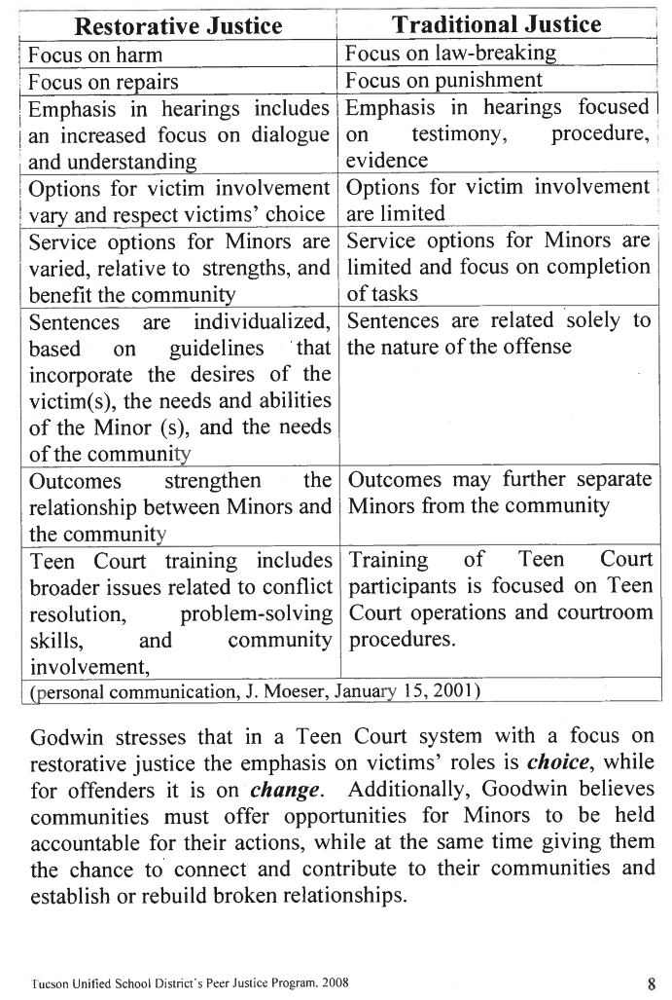 Restorative Justice
Traditional Justice
Focus on harm
Focus on law-breaking
Focus on repairs
Focus on punishment
Emphasis in hearings includes
an increased focus on dialogue
and understanding
Emphasis in hearings focused
on testimony, procedure,
evidence
Options for victim involvement
vary and respect victims' choice
Options for victim involvement
are limited
Service options for Minors are
varied, relative to strengths, and
benefit the community
Service options for Minors are
limited and focus on completion
of tasks
Sentences are individualized,
based on guidelines that
incorporate the desires of the
victim(s), the needs and abilities
of the Minor (s), and the needs
of the community
Sentences are related solely to
the nature of the offense
Outcomes strengthen the
relationship between Minors and
the community
Outcomes may further separate
Minors from the community
Teen Court training includes
broader issues related to conflict
resolution, problem-solving
skills, and community
involvement,
Training of Teen Court
participants is focused on Teen
Court operations and courtroom
procedures.
(personal communication, J. Moeser, January 15, 2001)
Godwin stresses that in a Teen Court system with a focus on
restorative justice the emphasis on victims' roles is choice, while
for offenders it is on change. Additionally, Goodwin believes
communities must offer opportunities for Minors to be held
accountable for their actions, while at the same time giving them
the chance to connect and contribute to their communities and
establish or rebuild broken relationships.
Tucson Unified School District's Peer Justice Program. 2008
8